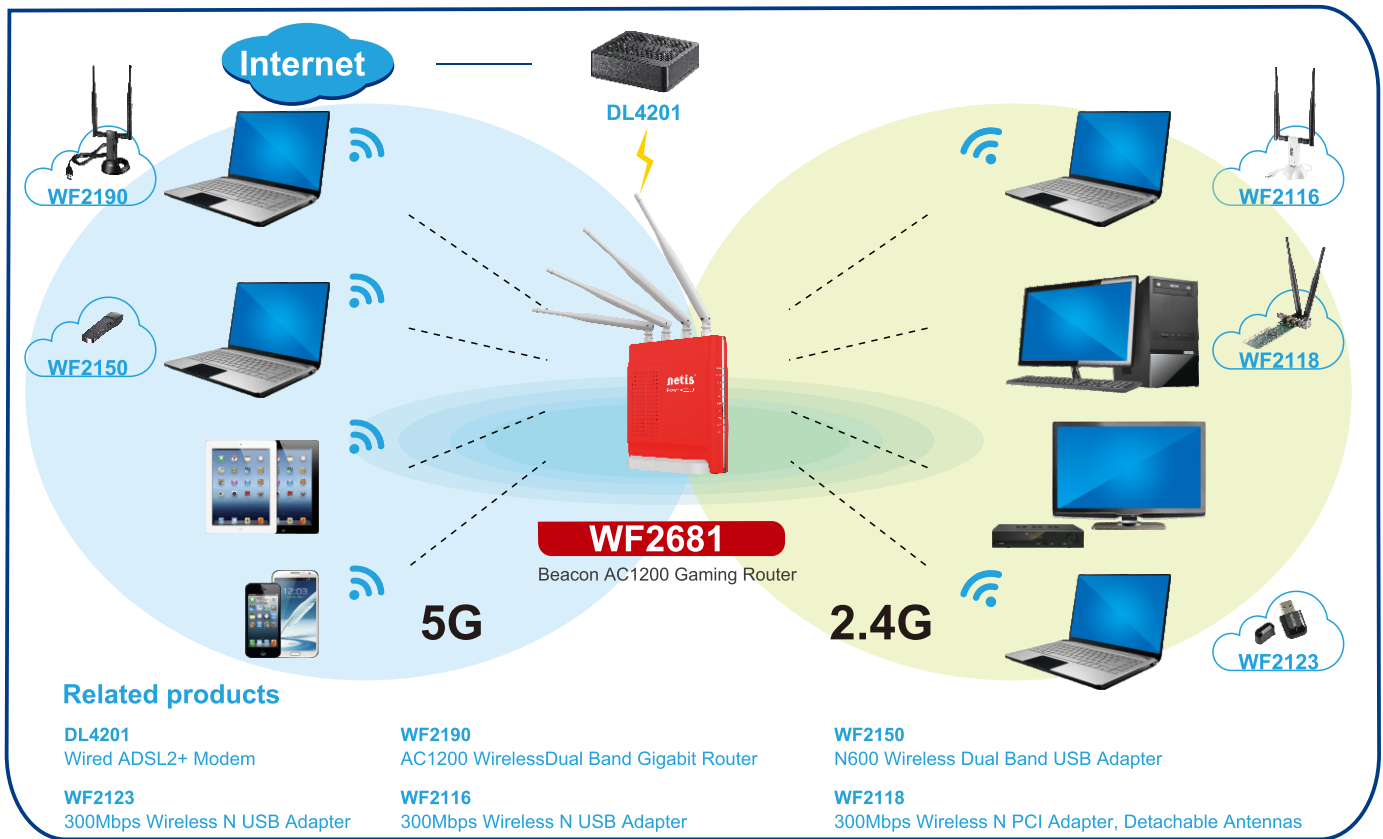 Internet
DL4201
WF2190
WF2116
WF2150
WF2118
netis
12:03
WF2681
Beacon AC1200 Gaming Router
5G
2.4G
WF2123
Related products
DL4201
Wired ADSL2+ Modem
WF2190
AC1200 WirelessDual Band Gigabit Router
WF2150
N600 Wireless Dual Band USB Adapter
WF2123
300Mbps Wireless N USB Adapter
WF2116
300Mbps Wireless N USB Adapter
WF2118
300Mbps Wireless N PCI Adapter, Detachable Antennas